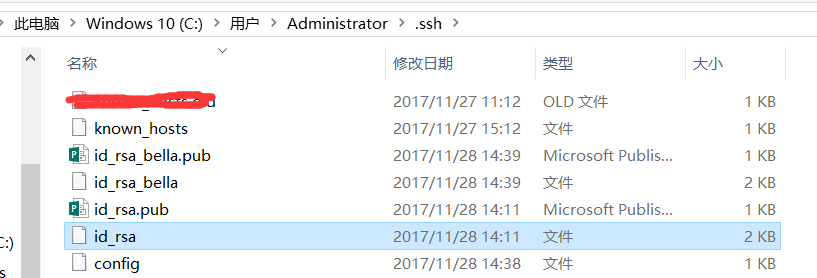 此电脑 > Windows 10 (C:) > 用户 > Administrator > .ssh >
名称 修改日期 类型 大小
2017/11/27 11:12 OLD 文件 1 KB
known_hosts 2017/11/27 15:12 文件 1 KB
id_rsa_bella.pub 2017/11/28 14:39 Microsoft Publis... 1 KB
id_rsa_bella 2017/11/28 14:39 文件 2 KB
id_rsa.pub 2017/11/28 14:11 Microsoft Publis... 1 KB
C:) id_rsa 2017/11/28 14:11 文件 2 KB
config 2017/11/28 14:38 文件 1 KB